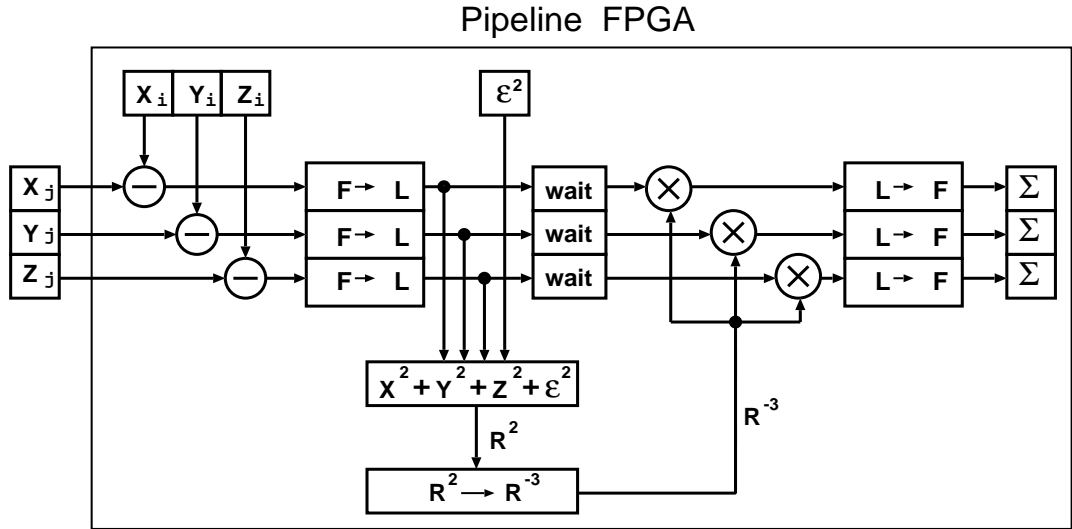 Pipeline FPGA
X i Y i Z i ε²
X j F → L wait × L → F Σ
Y j F → L wait × L → F Σ
Z j F → L wait × L → F Σ
X² + Y² + Z² + ε²
R²
R⁻³
R² → R⁻³